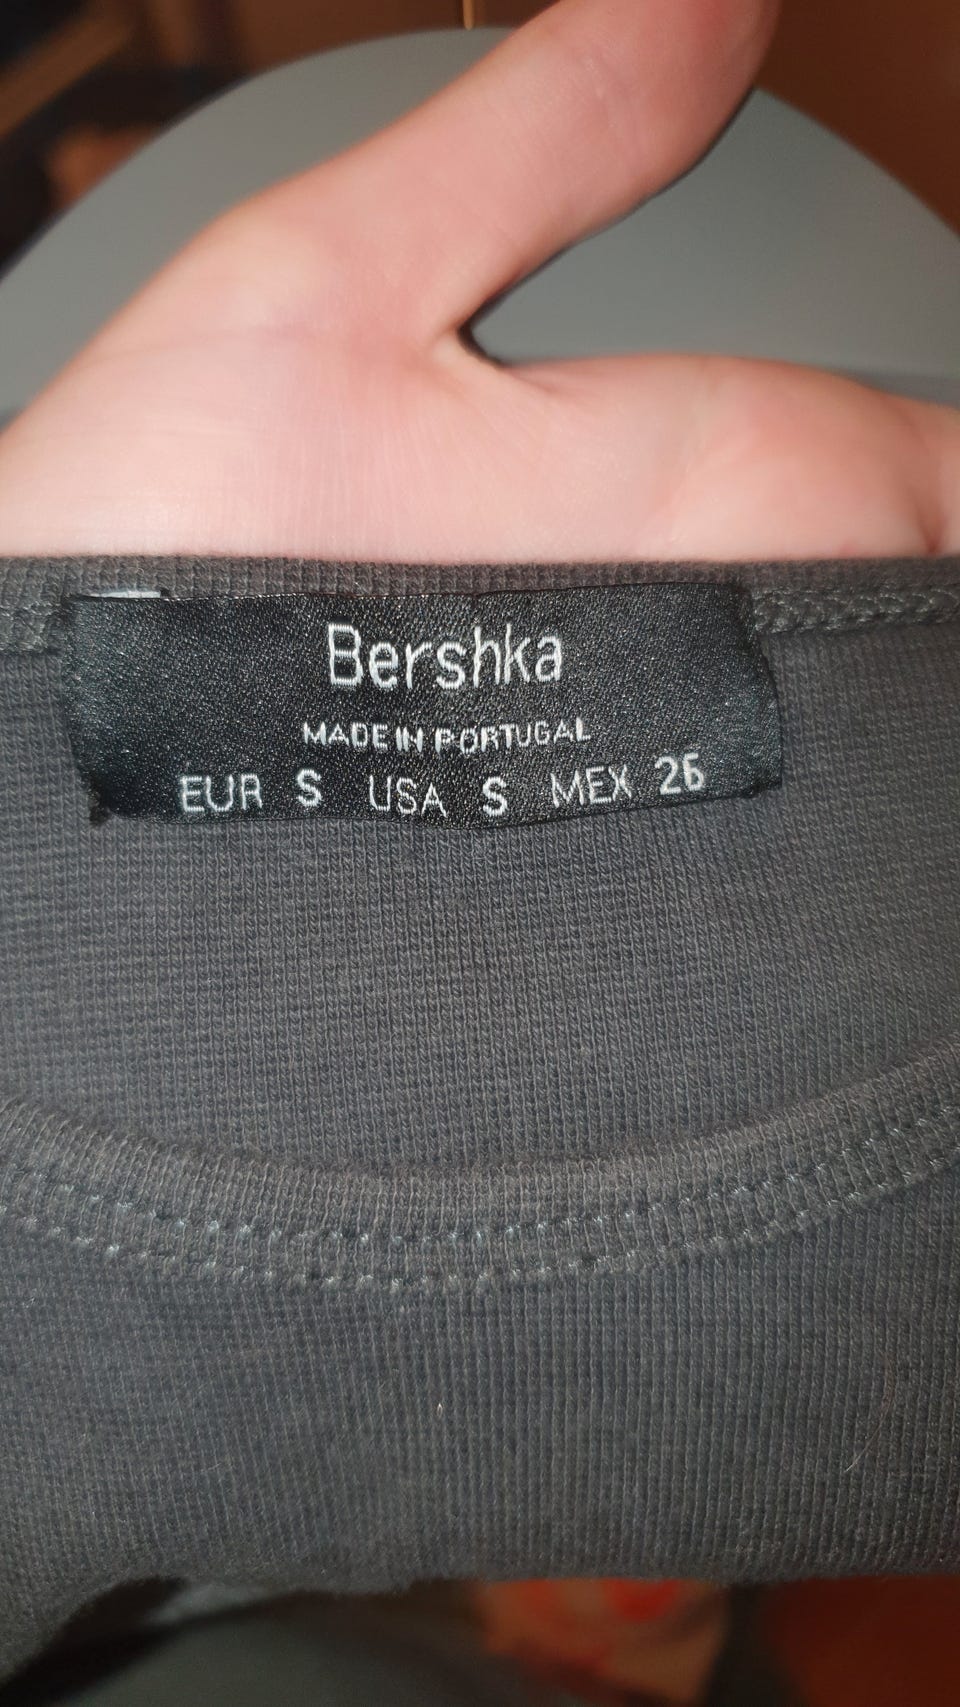 Bershka
MADE IN PORTUGAL
EUR S USA S MEX 26